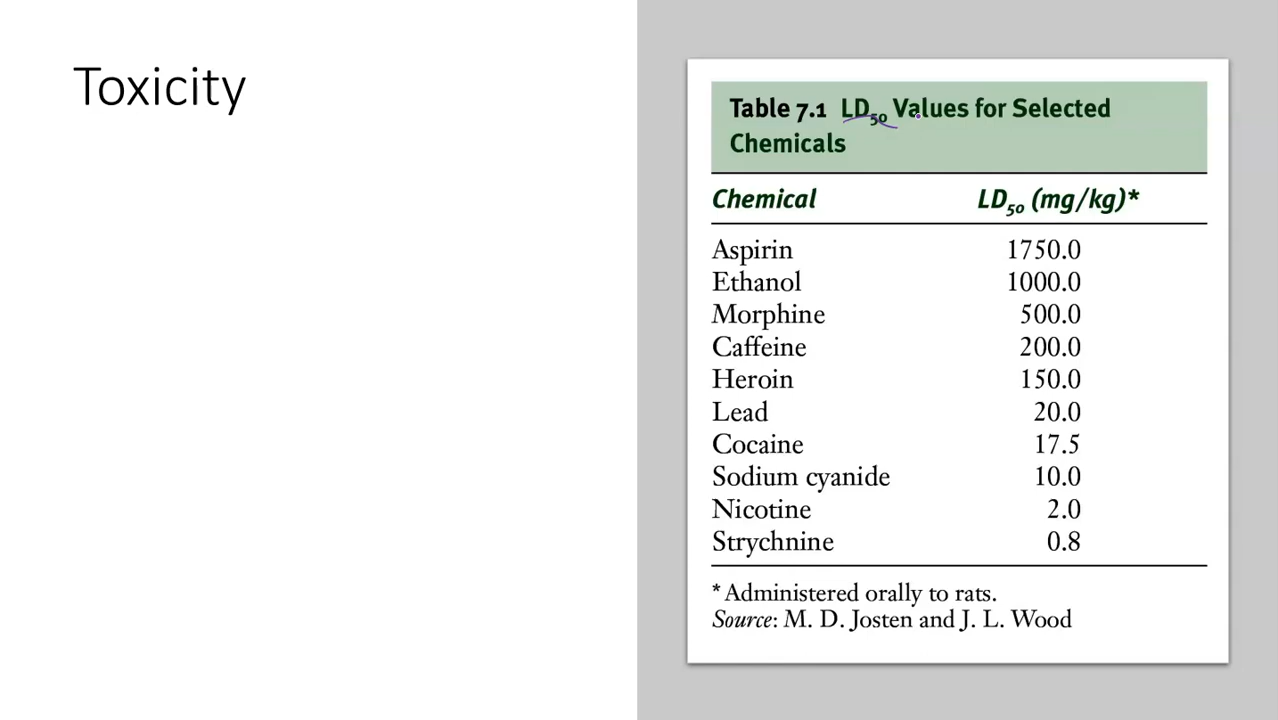 Toxicity
Table 7.1 LD50 Values for Selected
Chemicals
Chemical LD50 (mg/kg)*
Aspirin 1750.0
Ethanol 1000.0
Morphine 500.0
Caffeine 200.0
Heroin 150.0
Lead 20.0
Cocaine 17.5
Sodium cyanide 10.0
Nicotine 2.0
Strychnine 0.8
* Administered orally to rats.
Source: M. D. Josten and J. L. Wood